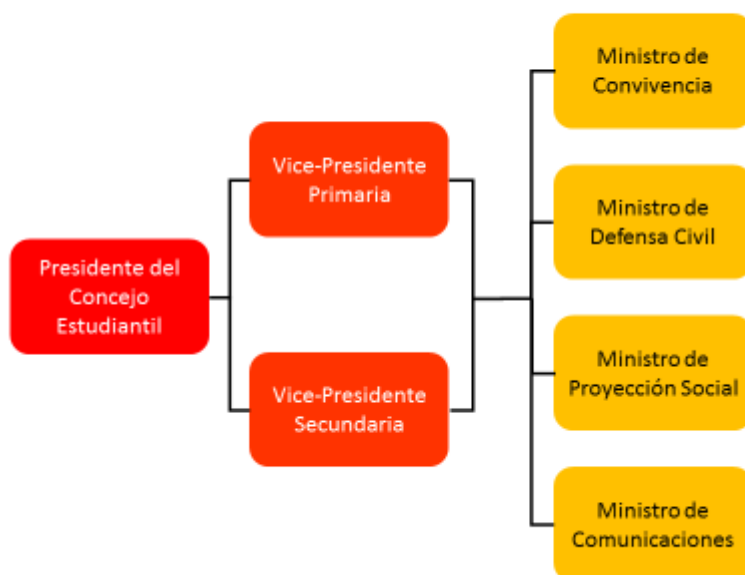 Presidente del
Concejo
Estudiantil
Vice-Presidente
Primaria
Vice-Presidente
Secundaria
Ministro de
Convivencia
Ministro de
Defensa Civil
Ministro de
Proyección Social
Ministro de
Comunicaciones